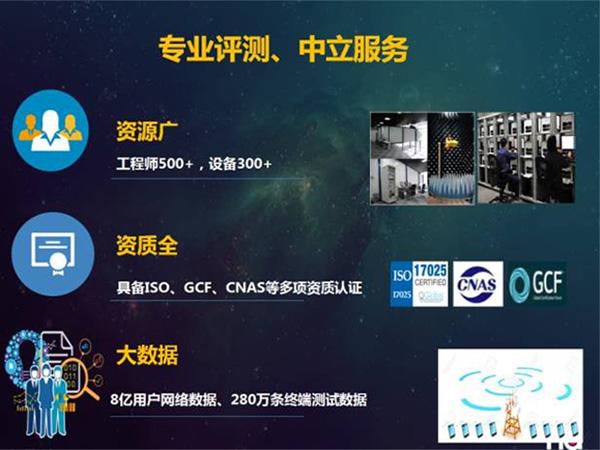 专业评测、中立服务
资源广
工程师500+，设备300+
资质全
具备ISO、GCF、CNAS等多项资质认证
ISO 17025
CERTIFIED
17025
CNAS
GCF
大数据
8亿用户网络数据、280万条终端测试数据